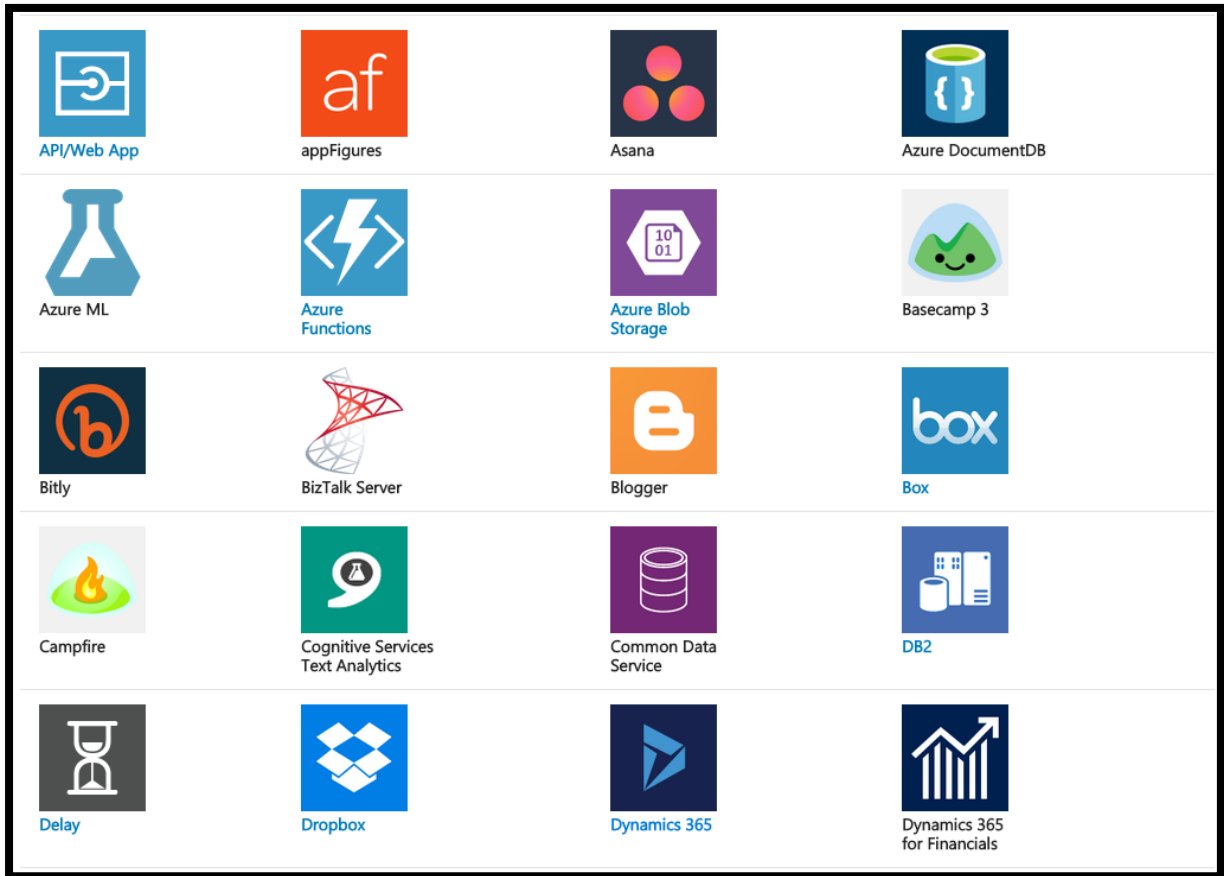 af
{ }
API/Web App
appFigures
Asana
Azure DocumentDB
10
01
Azure ML
Azure
Functions
Azure Blob
Storage
Basecamp 3
b
box
Bitly
BizTalk Server
Blogger
Box
Campfire
Cognitive Services
Text Analytics
Common Data
Service
DB2
Delay
Dropbox
Dynamics 365
Dynamics 365
for Financials